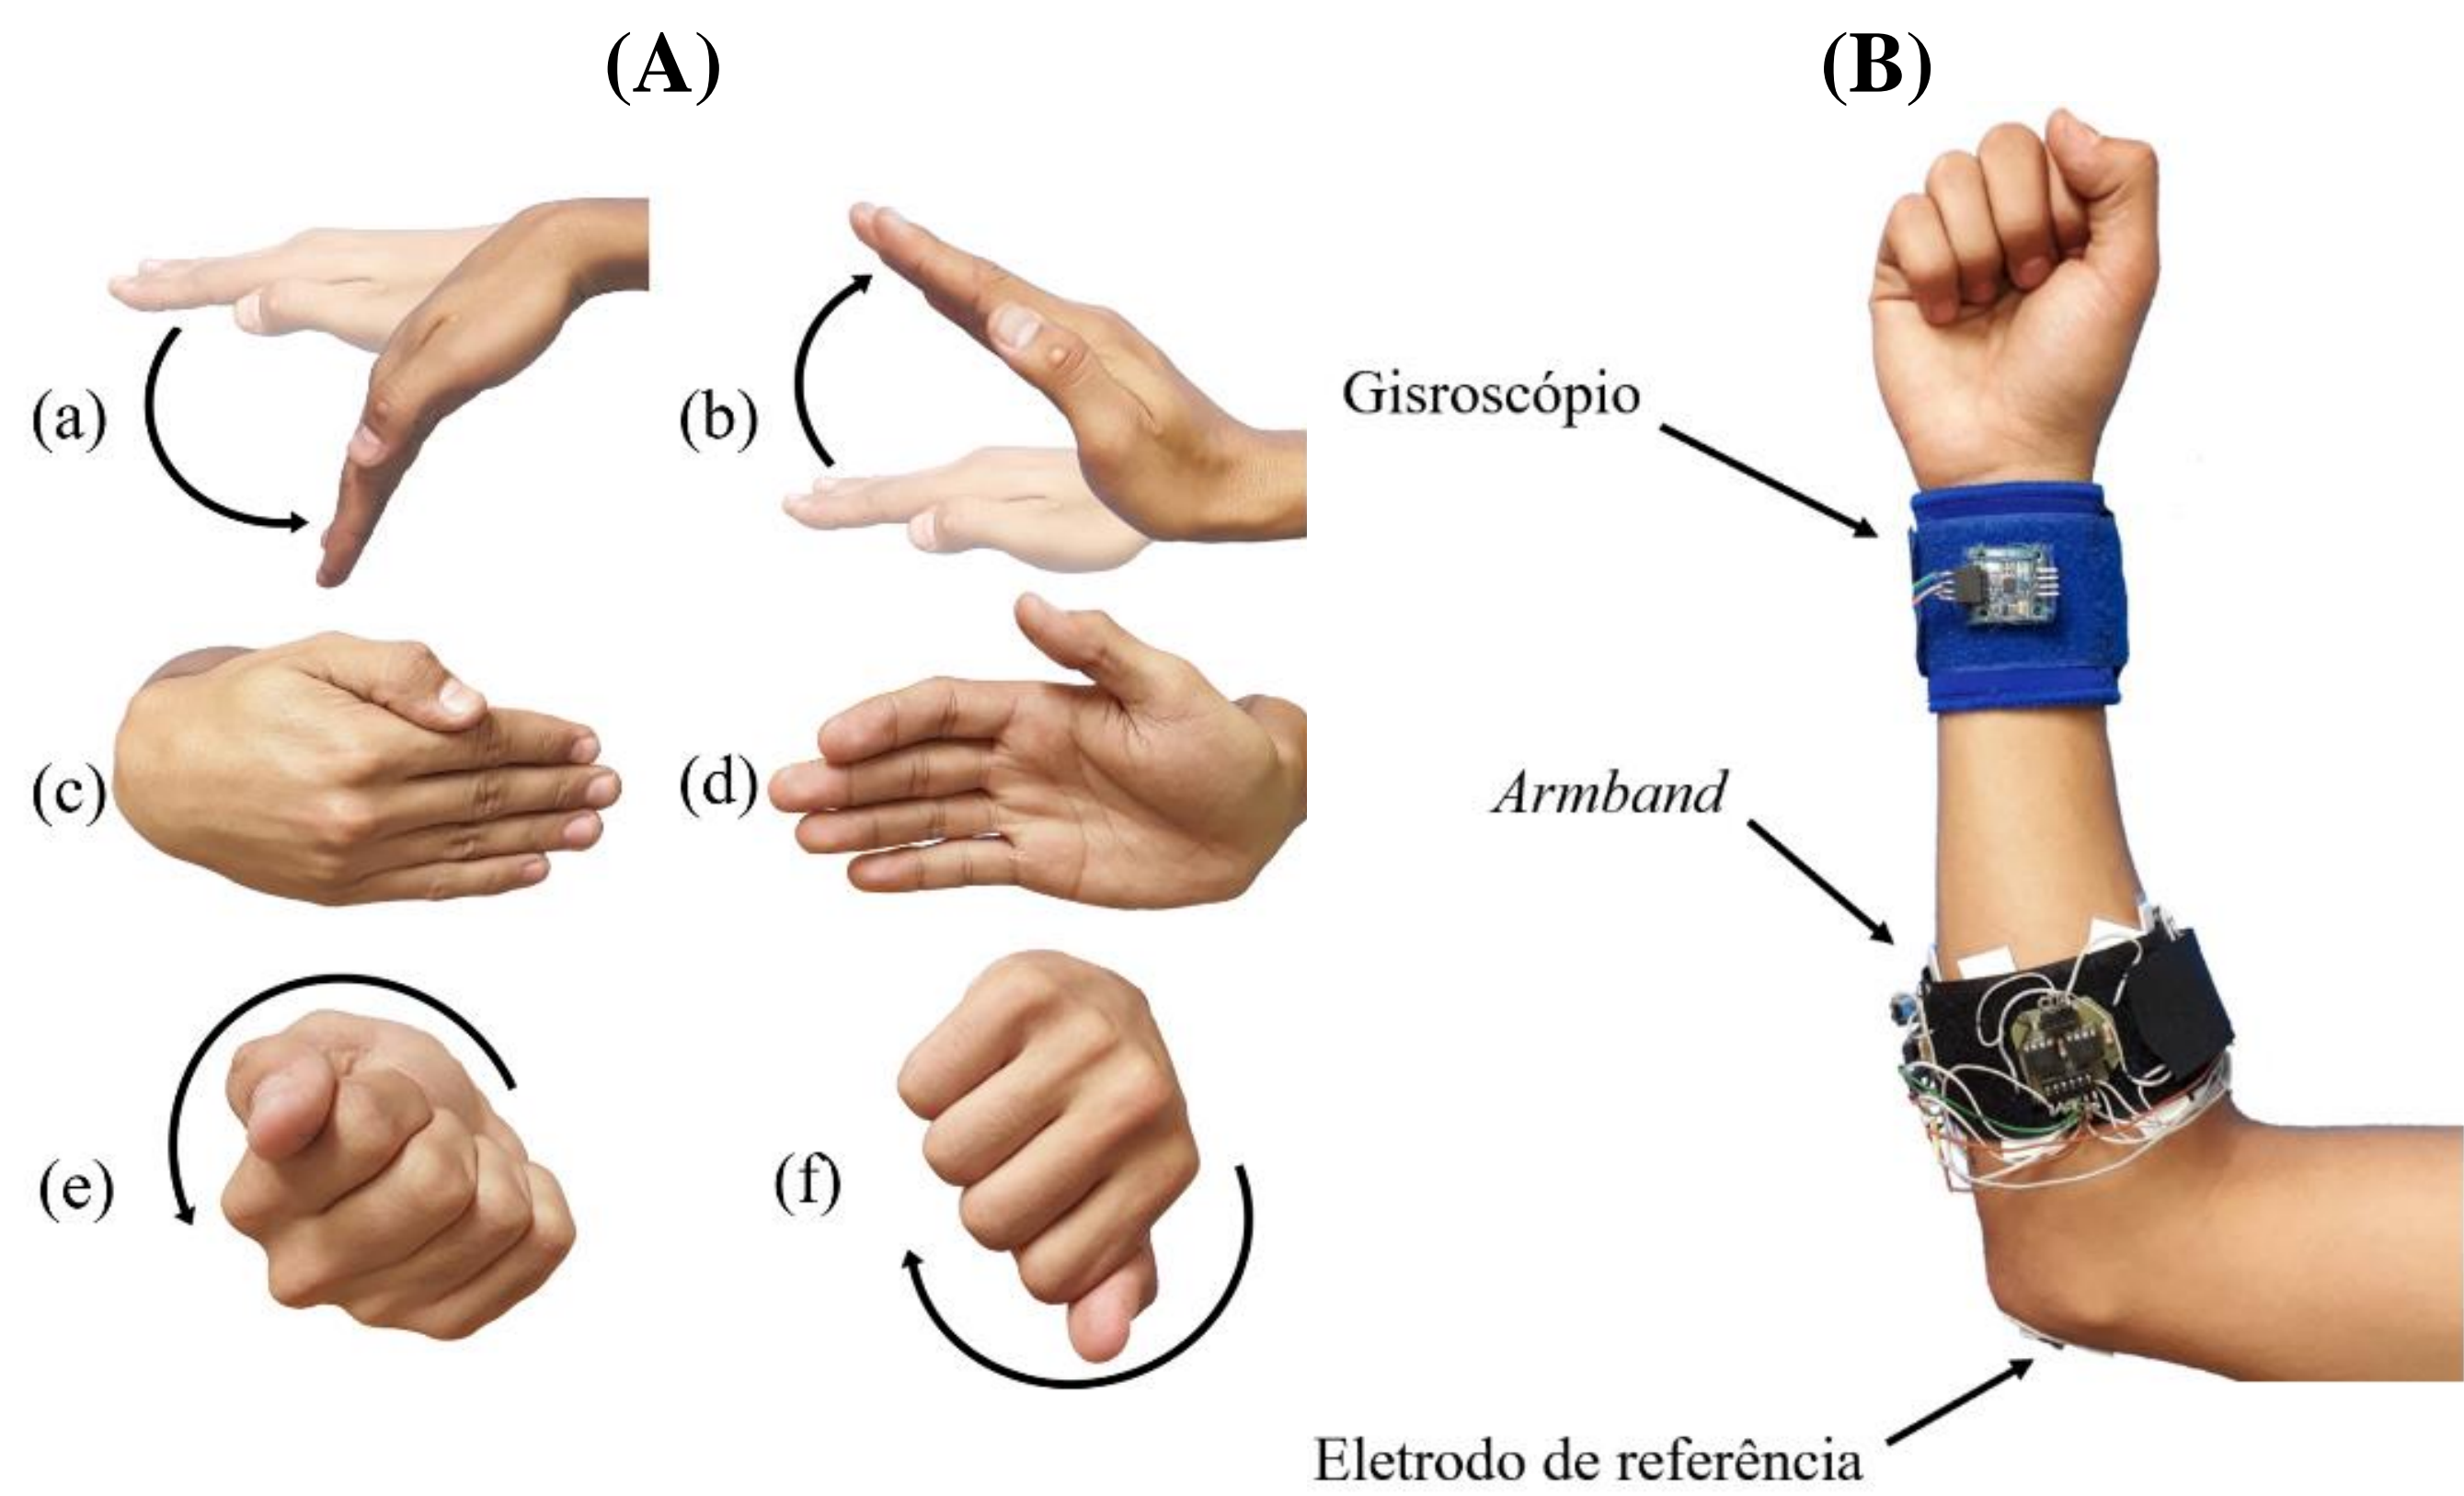 (A)
(B)
(a)
(b)
Gisroscópio
(c)
(d)
Armband
(e)
(f)
Eletrodo de referência